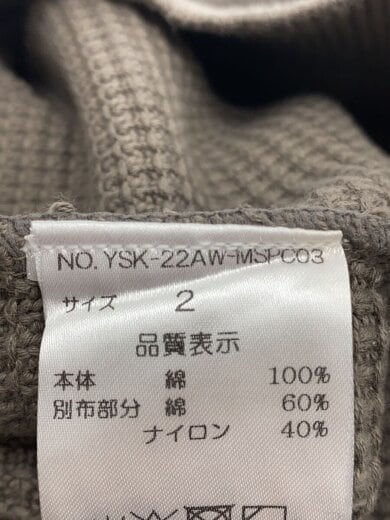 NO. YSK-22AW-MSPC03
サイズ 2
品質表示
本体 綿 100%
別布部分 綿 60%
ナイロン 40%